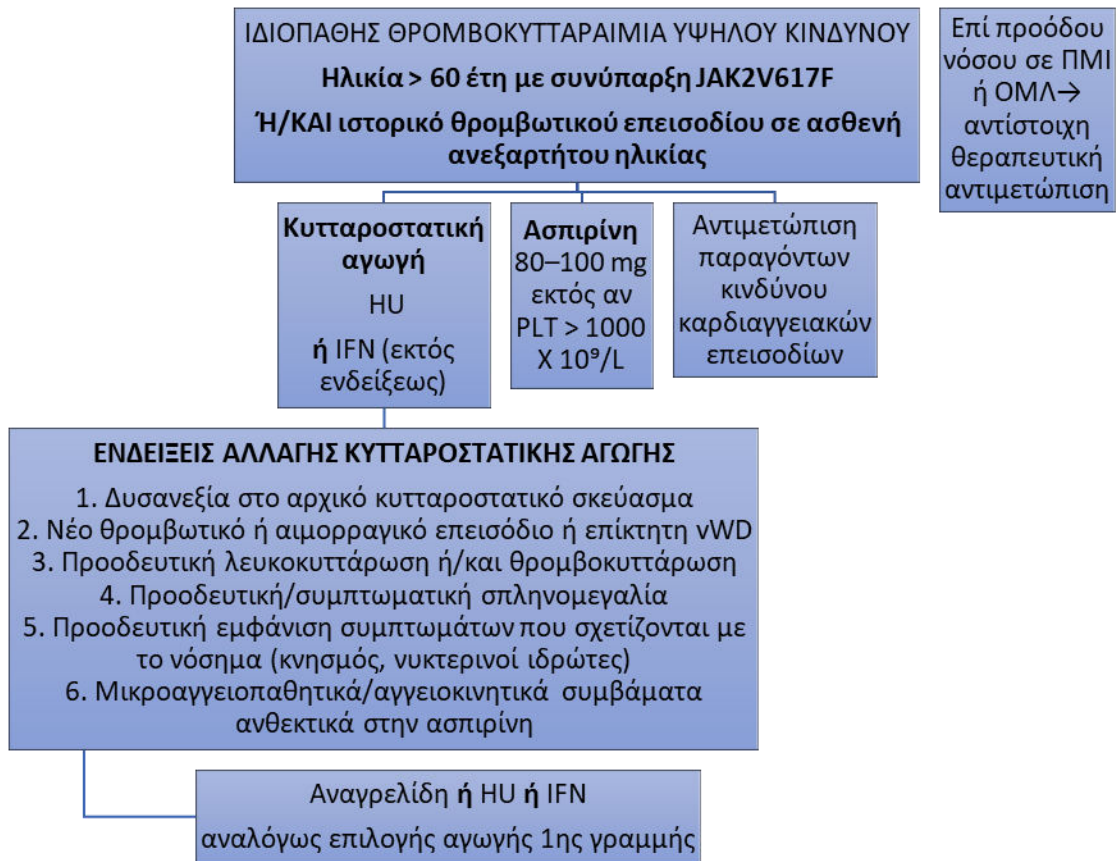 ΙΔΙΟΠΑΘΗΣ ΘΡΟΜΒΟΚΥΤΤΑΡΑΙΜΙΑ ΥΨΗΛΟΥ ΚΙΝΔΥΝΟΥ
Ηλικία > 60 έτη με συνύπαρξη JAK2V617F
Ή/ΚΑΙ ιστορικό θρομβωτικού επεισοδίου σε ασθενή
ανεξαρτήτου ηλικίας
Επί προόδου
νόσου σε ΠΜΙ
ή ΟΜΛ→
αντίστοιχη
θεραπευτική
αντιμετώπιση
Κυτταροστατική
αγωγή
HU
ή IFN (εκτός
ενδείξεως)
Ασπιρίνη
80–100 mg
εκτός αν
PLT > 1000
X 10⁹/L
Αντιμετώπιση
παραγόντων
κινδύνου
καρδιαγγειακών
επεισοδίων
ΕΝΔΕΙΞΕΙΣ ΑΛΛΑΓΗΣ ΚΥΤΤΑΡΟΣΤΑΤΙΚΗΣ ΑΓΩΓΗΣ
1. Δυσανεξία στο αρχικό κυτταροστατικό σκεύασμα
2. Νέο θρομβωτικό ή αιμορραγικό επεισόδιο ή επίκτητη vWD
3. Προοδευτική λευκοκυττάρωση ή/και θρομβοκυττάρωση
4. Προοδευτική/συμπτωματική σπληνομεγαλία
5. Προοδευτική εμφάνιση συμπτωμάτων που σχετίζονται με
το νόσημα (κνησμός, νυκτερινοί ιδρώτες)
6. Μικροαγγειοπαθητικά/αγγειοκινητικά συμβάματα
ανθεκτικά στην ασπιρίνη
Αναγρελίδη ή HU ή IFN
αναλόγως επιλογής αγωγής 1ης γραμμής